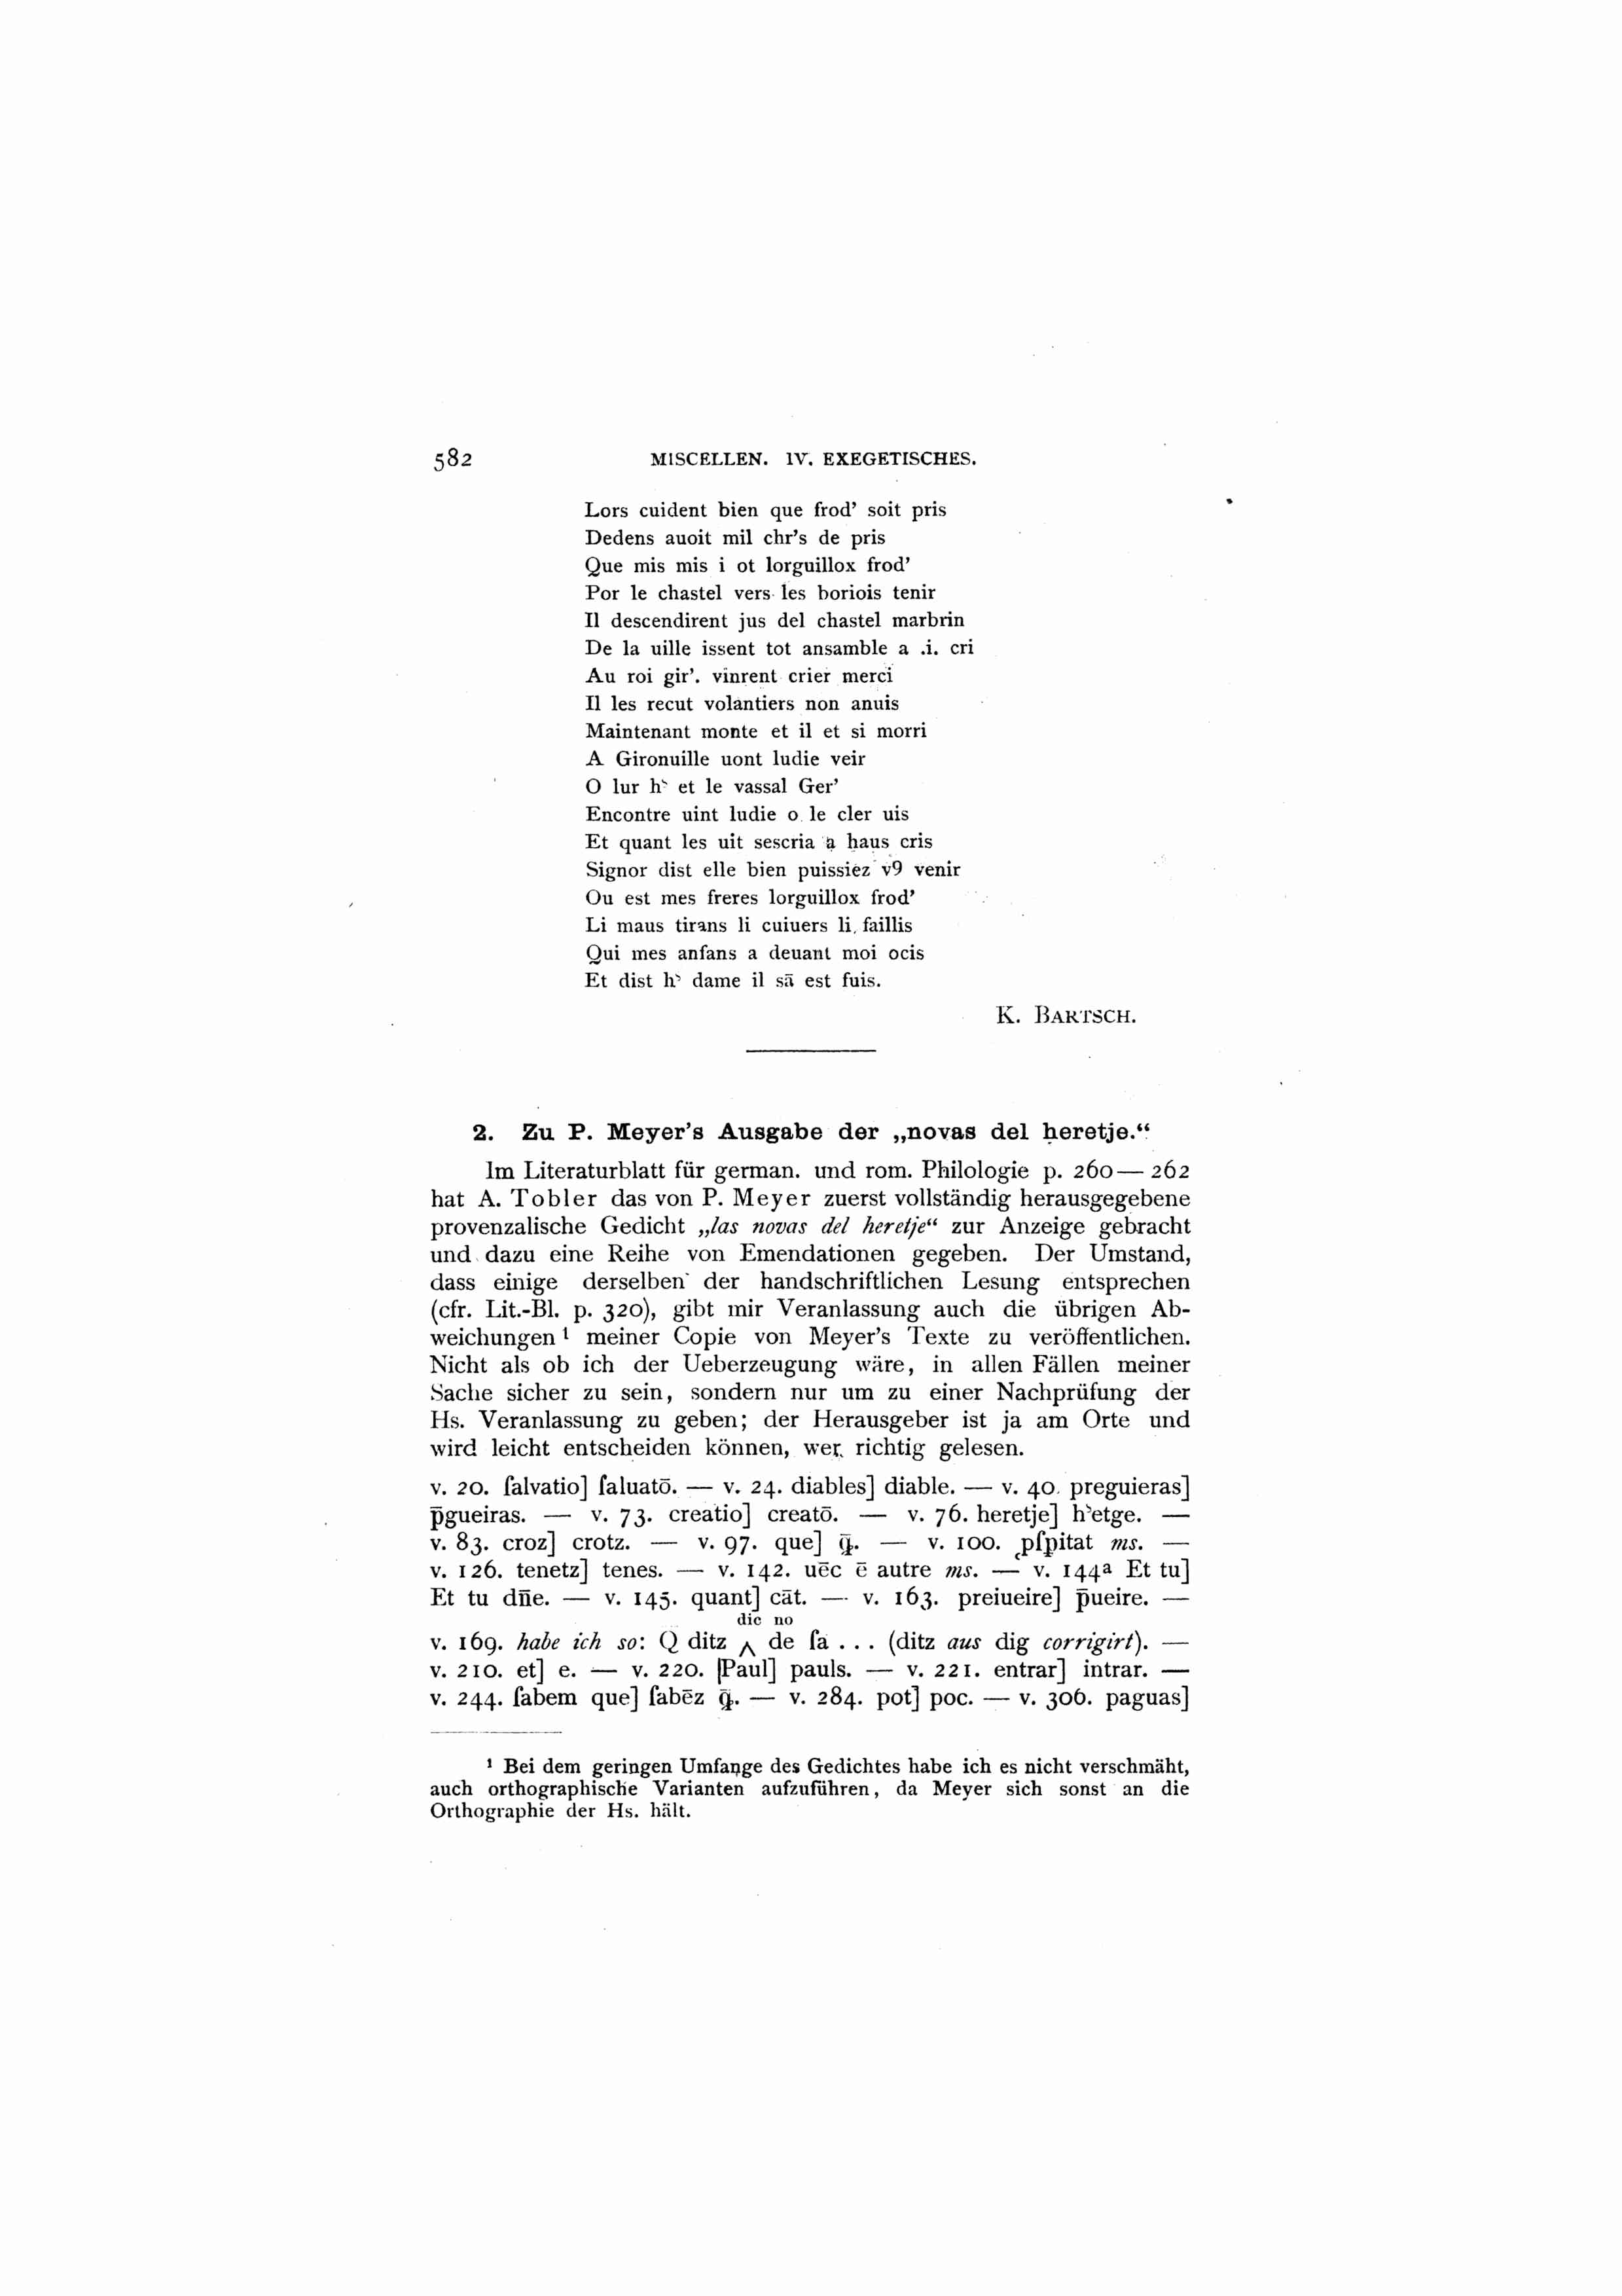 582 MISCELLEN. IV. EXEGETISCHES.
Lors cuident bien que frod’ soit pris
Dedens auoit mil chr’s de pris
Que mis mis i ot lorguillox frod’
Por le chastel vers les boriois tenir
Il descendirent jus del chastel marbrin
De la uille issent tot ansamble a .i. cri
Au roi gir’. vinrent crier merci
Il les recut volantiers non anuis
Maintenant monte et il et si morri
A Gironuille uont ludie veir
O lur h˙ et le vassal Ger’
Encontre uint ludie o le cler uis
Et quant les uit sescria a haus cris
Signor dist elle bien puissiez v9 venir
Ou est mes freres lorguillox frod’
Li maus tirans li cuiuers li faillis
Qui mes anfans a deuant moi ocis
Et dist h˙ dame il sā est fuis.
K. BARTSCH.
2. Zu P. Meyer’s Ausgabe der „novas del heretje.“
Im Literaturblatt für german. und rom. Philologie p. 260—262
hat A. Tobler das von P. Meyer zuerst vollständig herausgegebene
provenzalische Gedicht „las novas del heretje“ zur Anzeige gebracht
und dazu eine Reihe von Emendationen gegeben. Der Umstand,
dass einige derselben der handschriftlichen Lesung entsprechen
(cfr. Lit.-Bl. p. 320), gibt mir Veranlassung auch die übrigen Ab-
weichungen ¹ meiner Copie von Meyer’s Texte zu veröffentlichen.
Nicht als ob ich der Ueberzeugung wäre, in allen Fällen meiner
Sache sicher zu sein, sondern nur um zu einer Nachprüfung der
Hs. Veranlassung zu geben; der Herausgeber ist ja am Orte und
wird leicht entscheiden können, wer richtig gelesen.
v. 20. ſalvatio] ſaluatō. — v. 24. diables] diable. — v. 40. preguieras]
p̄gueiras. — v. 73. creatio] creatō. — v. 76. heretje] h˙etge. —
v. 83. croz] crotz. — v. 97. que] q̄. — v. 100. pſpitat ms. —
v. 126. tenetz] tenes. — v. 142. uēc ē autre ms. — v. 144ª Et tu]
Et tu dn̄e. — v. 145. quant] cāt. — v. 163. preiueire] p̄ueire. —
dic no
v. 169. habe ich so: Q ditz ⁁ de ſa . . . (ditz aus dig corrigirt). —
v. 210. et] e. — v. 220. Paul] pauls. — v. 221. entrar] intrar. —
v. 244. ſabem que] ſabēz q̄. — v. 284. pot] poc. — v. 306. paguas]
¹ Bei dem geringen Umfange des Gedichtes habe ich es nicht verschmäht,
auch orthographische Varianten aufzuführen, da Meyer sich sonst an die
Orthographie der Hs. hält.